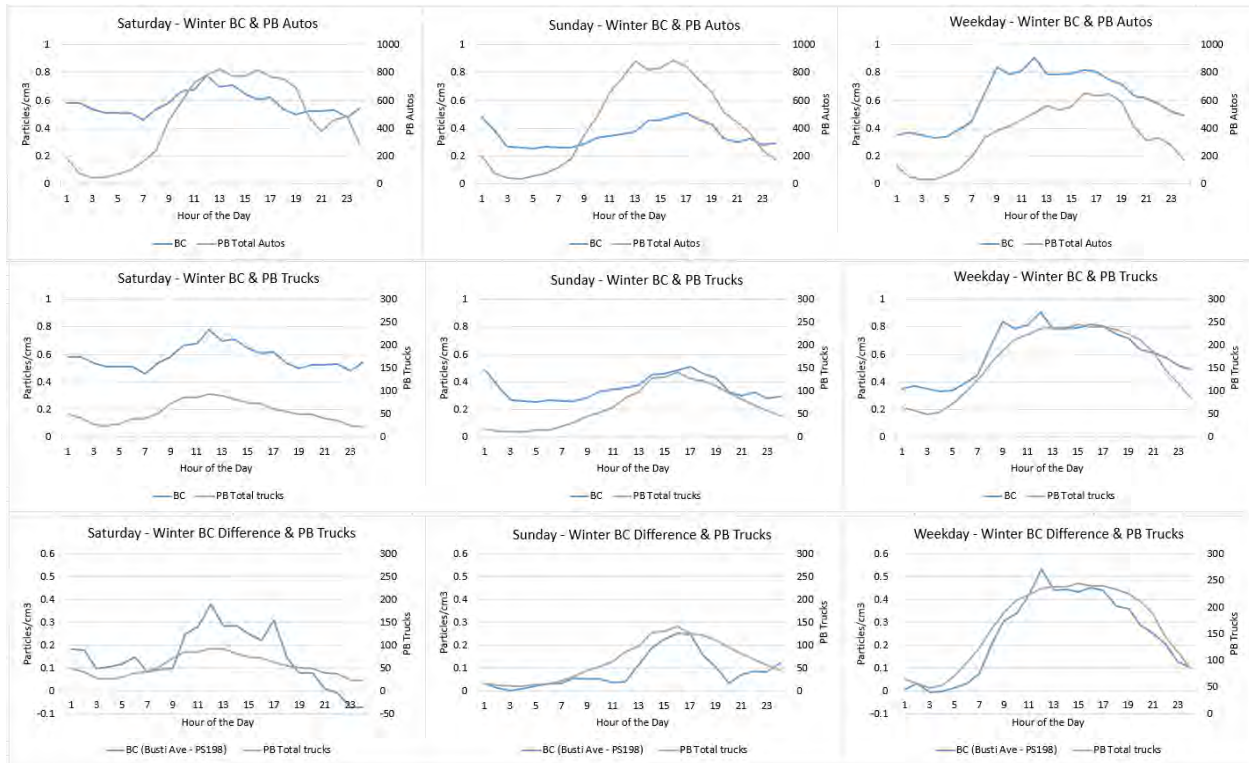 Saturday - Winter BC & PB Autos
1
0.8
0.6
0.4
0.2
0
Particles/cm3
1000
800
600
400
200
0
PB Autos
1 3 5 7 9 11 13 15 17 19 21 23
Hour of the Day
BC PB Total Autos
Sunday - Winter BC & PB Autos
1
0.8
0.6
0.4
0.2
0
Particles/cm3
1000
800
600
400
200
0
PB Autos
1 3 5 7 9 11 13 15 17 19 21 23
Hour of the Day
BC PB Total Autos
Weekday - Winter BC & PB Autos
1
0.8
0.6
0.4
0.2
0
Particles/cm3
1000
800
600
400
200
0
PB Autos
1 3 5 7 9 11 13 15 17 19 21 23
Hour of the Day
BC PB Total Autos
Saturday - Winter BC & PB Trucks
1
0.8
0.6
0.4
0.2
0
Particles/cm3
300
250
200
150
100
50
0
PB Trucks
1 3 5 7 9 11 13 15 17 19 21 23
Hour of the Day
BC PB Total trucks
Sunday - Winter BC & PB Trucks
1
0.8
0.6
0.4
0.2
0
Particles/cm3
300
250
200
150
100
50
0
PB Trucks
1 3 5 7 9 11 13 15 17 19 21 23
Hour of the Day
BC PB Total trucks
Weekday - Winter BC & PB Trucks
1
0.8
0.6
0.4
0.2
0
Particles/cm3
300
250
200
150
100
50
0
PB Trucks
1 3 5 7 9 11 13 15 17 19 21 23
Hour of the Day
BC PB Total trucks
Saturday - Winter BC Difference & PB Trucks
0.6
0.5
0.4
0.3
0.2
0.1
0
-0.1
Particles/cm3
300
250
200
150
100
50
0
-50
PB Trucks
1 3 5 7 9 11 13 15 17 19 21 23
Hour of the Day
BC (Busti Ave - PS198) PB Total trucks
Sunday - Winter BC Difference & PB Trucks
0.6
0.5
0.4
0.3
0.2
0.1
0
-0.1
Particles/cm3
300
250
200
150
100
50
0
-50
PB Trucks
1 3 5 7 9 11 13 15 17 19 21 23
Hour of the Day
BC (Busti Ave - PS198) PB Total trucks
Weekday - Winter BC Difference & PB Trucks
0.6
0.5
0.4
0.3
0.2
0.1
0
-0.1
Particles/cm3
300
250
200
150
100
50
0
PB Trucks
1 3 5 7 9 11 13 15 17 19 21 23
Hour of the Day
BC (Busti Ave - PS198) PB Total trucks